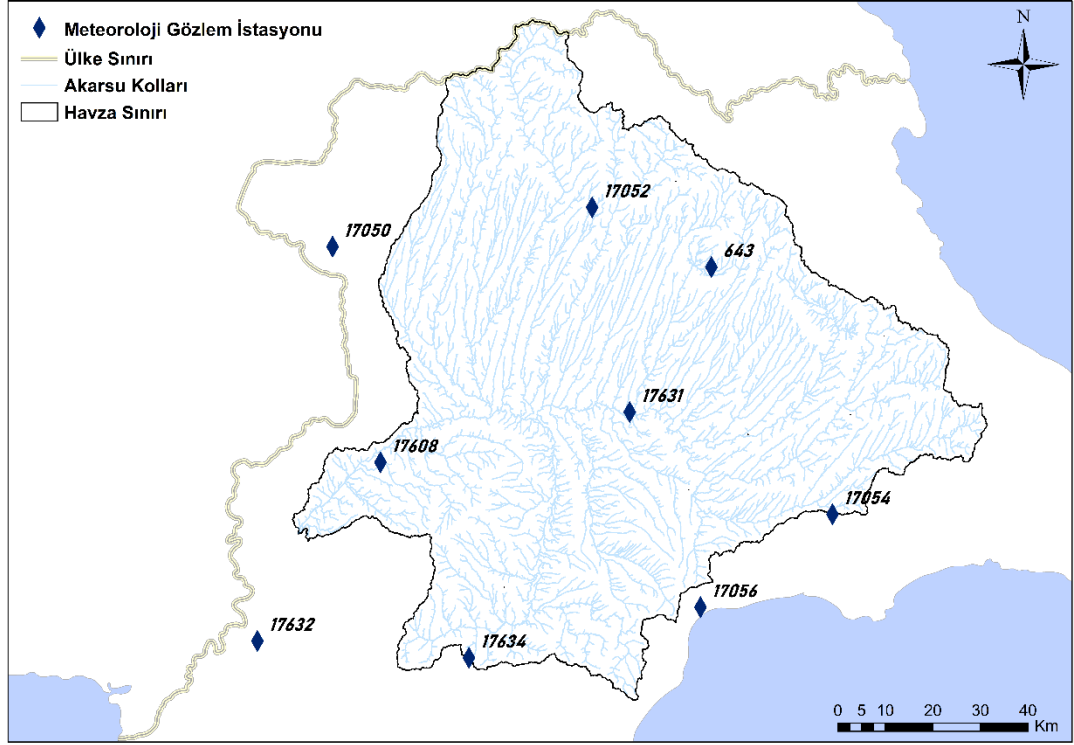 Meteoroloji Gözlem İstasyonu
Ülke Sınırı
Akarsu Kolları
Havza Sınırı
N
17052
17050
643
17631
17608
17054
17056
17632
17634
0 5 10 20 30 40
Km